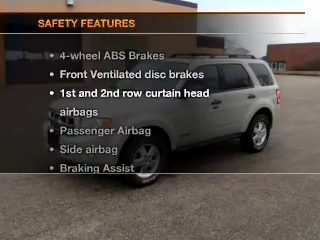 SAFETY FEATURES
• 4-wheel ABS Brakes
• Front Ventilated disc brakes
• 1st and 2nd row curtain head
airbags
• Passenger Airbag
• Side airbag
• Braking Assist